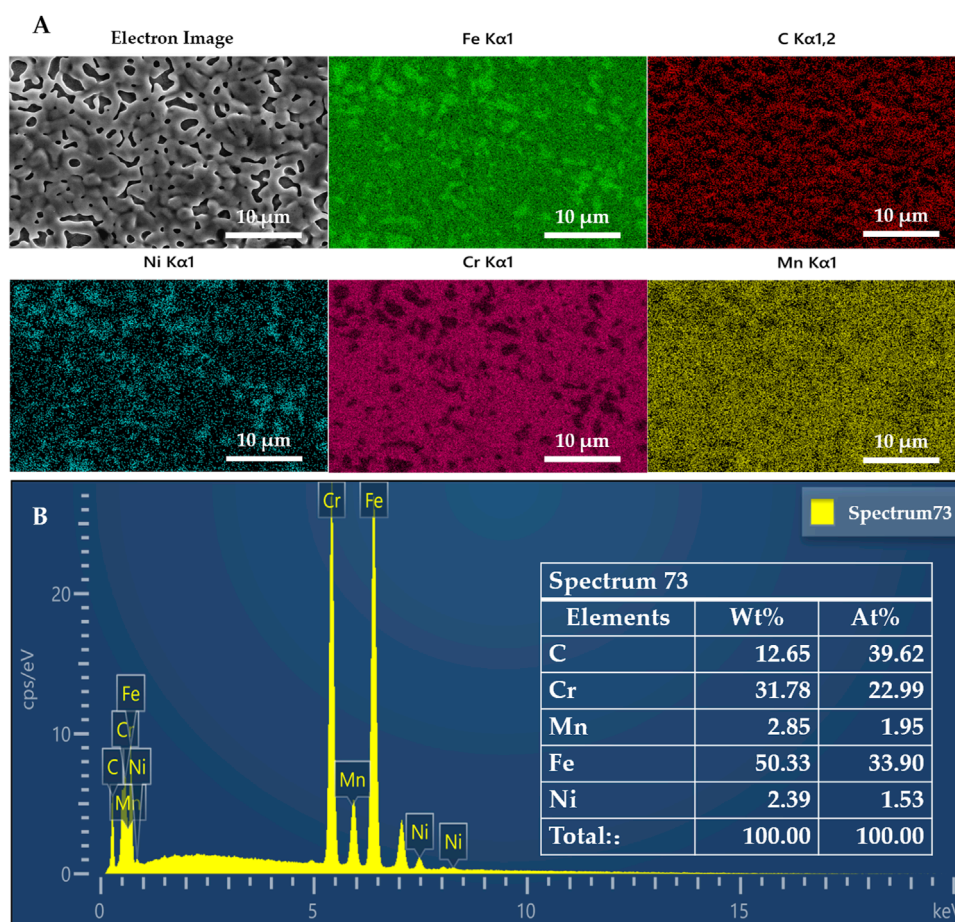 A
Electron Image
Fe Kα1
C Kα1,2
10 µm
10 µm
10 µm
Ni Kα1
Cr Kα1
Mn Kα1
10 µm
10 µm
10 µm
B
Spectrum73
Cr
Fe
Spectrum 73
Elements Wt% At%
C 12.65 39.62
Cr 31.78 22.99
Mn 2.85 1.95
Fe 50.33 33.90
Ni 2.39 1.53
Total:: 100.00 100.00
20
cps/eV
10
0
Fe
C
Ni
Mn
Ni
Ni
0 5 10 15 keV